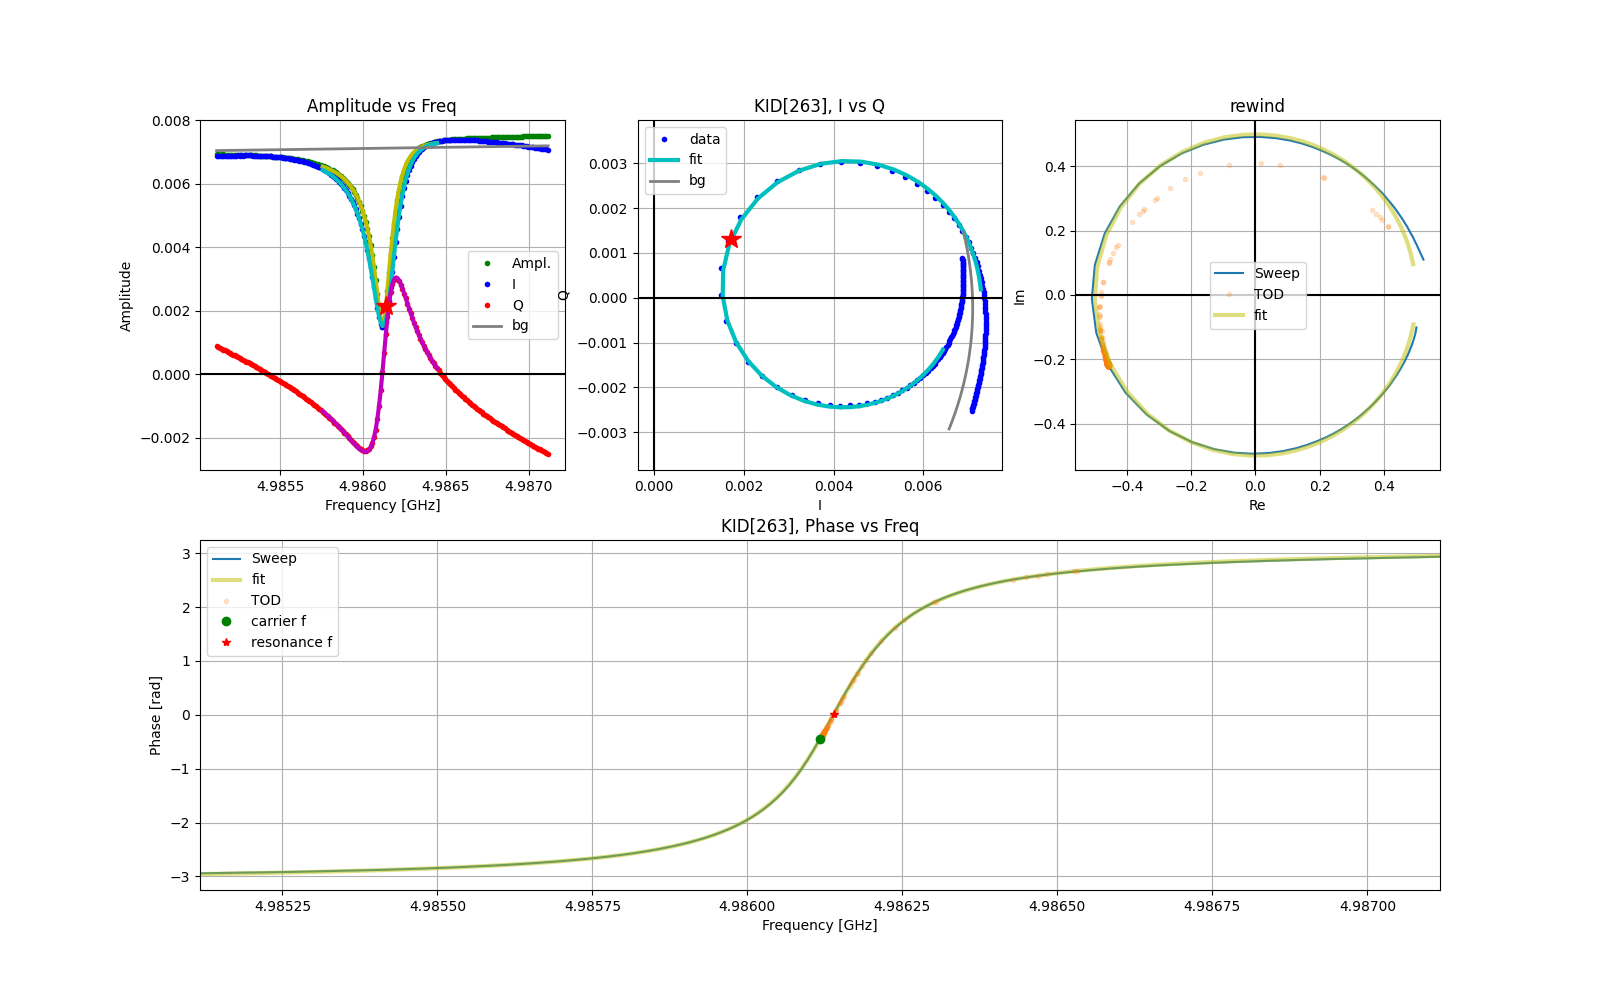 Amplitude vs Freq
0.008
0.006
0.004
0.002
0.000
−0.002
Amplitude
Ampl.
I
Q
bg
4.9855
4.9860
4.9865
4.9870
Frequency [GHz]
KID[263], I vs Q
data
fit
bg
0.003
0.002
0.001
0.000
−0.001
−0.002
−0.003
Q
0.000
0.002
0.004
0.006
I
rewind
0.4
0.2
0.0
−0.2
−0.4
Im
Sweep
TOD
fit
−0.4
−0.2
0.0
0.2
0.4
Re
KID[263], Phase vs Freq
Sweep
fit
TOD
carrier f
resonance f
3
2
1
0
−1
−2
−3
Phase [rad]
4.98525
4.98550
4.98575
4.98600
4.98625
4.98650
4.98675
4.98700
Frequency [GHz]